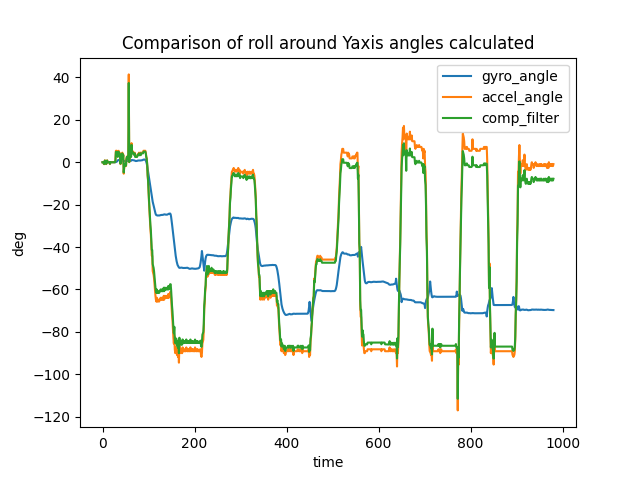 Comparison of roll around Yaxis angles calculated
gyro_angle
accel_angle
comp_filter
40
20
0
−20
−40
−60
−80
−100
−120
deg
0 200 400 600 800 1000
time